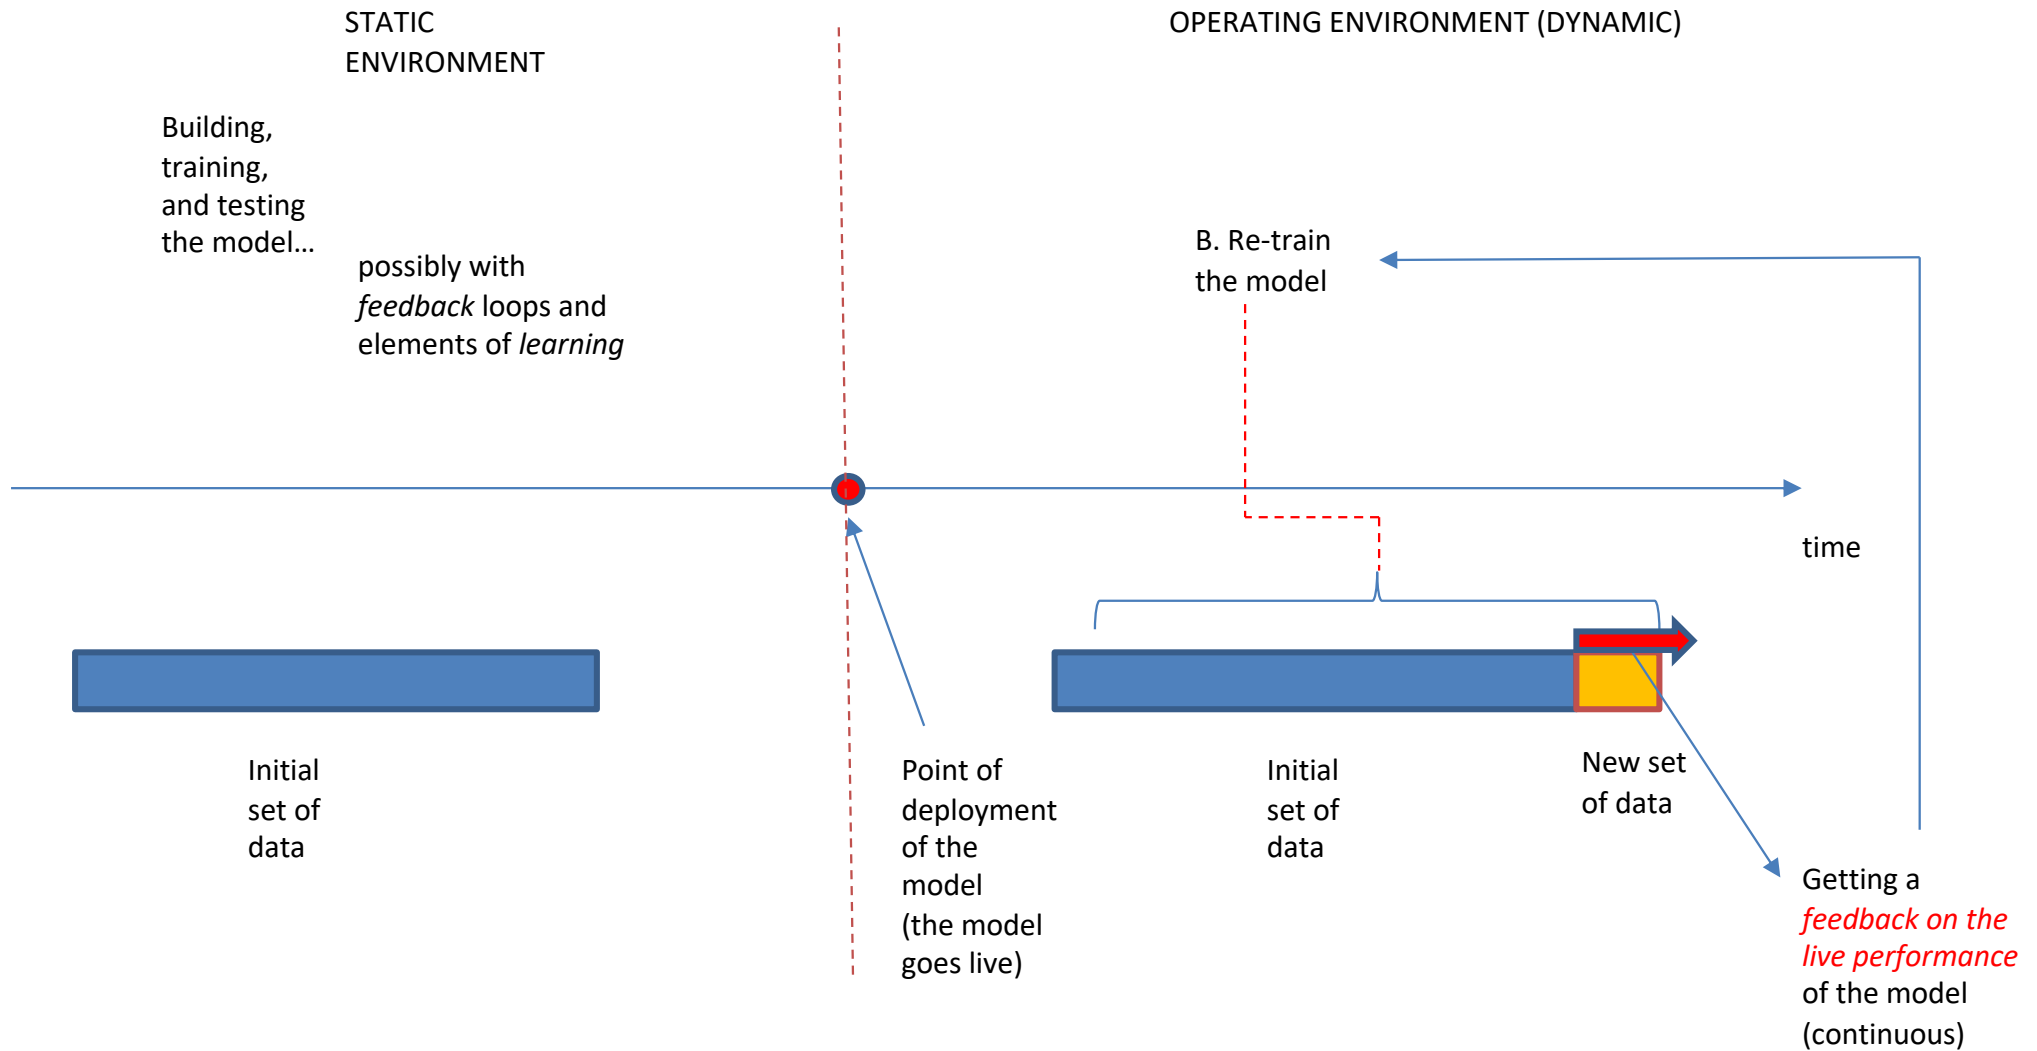 STATIC
ENVIRONMENT
OPERATING ENVIRONMENT (DYNAMIC)
Building,
training,
and testing
the model...
possibly with
feedback loops and
elements of learning
B. Re-train
the model
time
Initial
set of
data
Point of
deployment
of the
model
(the model
goes live)
Initial
set of
data
New set
of data
Getting a
feedback on the
live performance
of the model
(continuous)